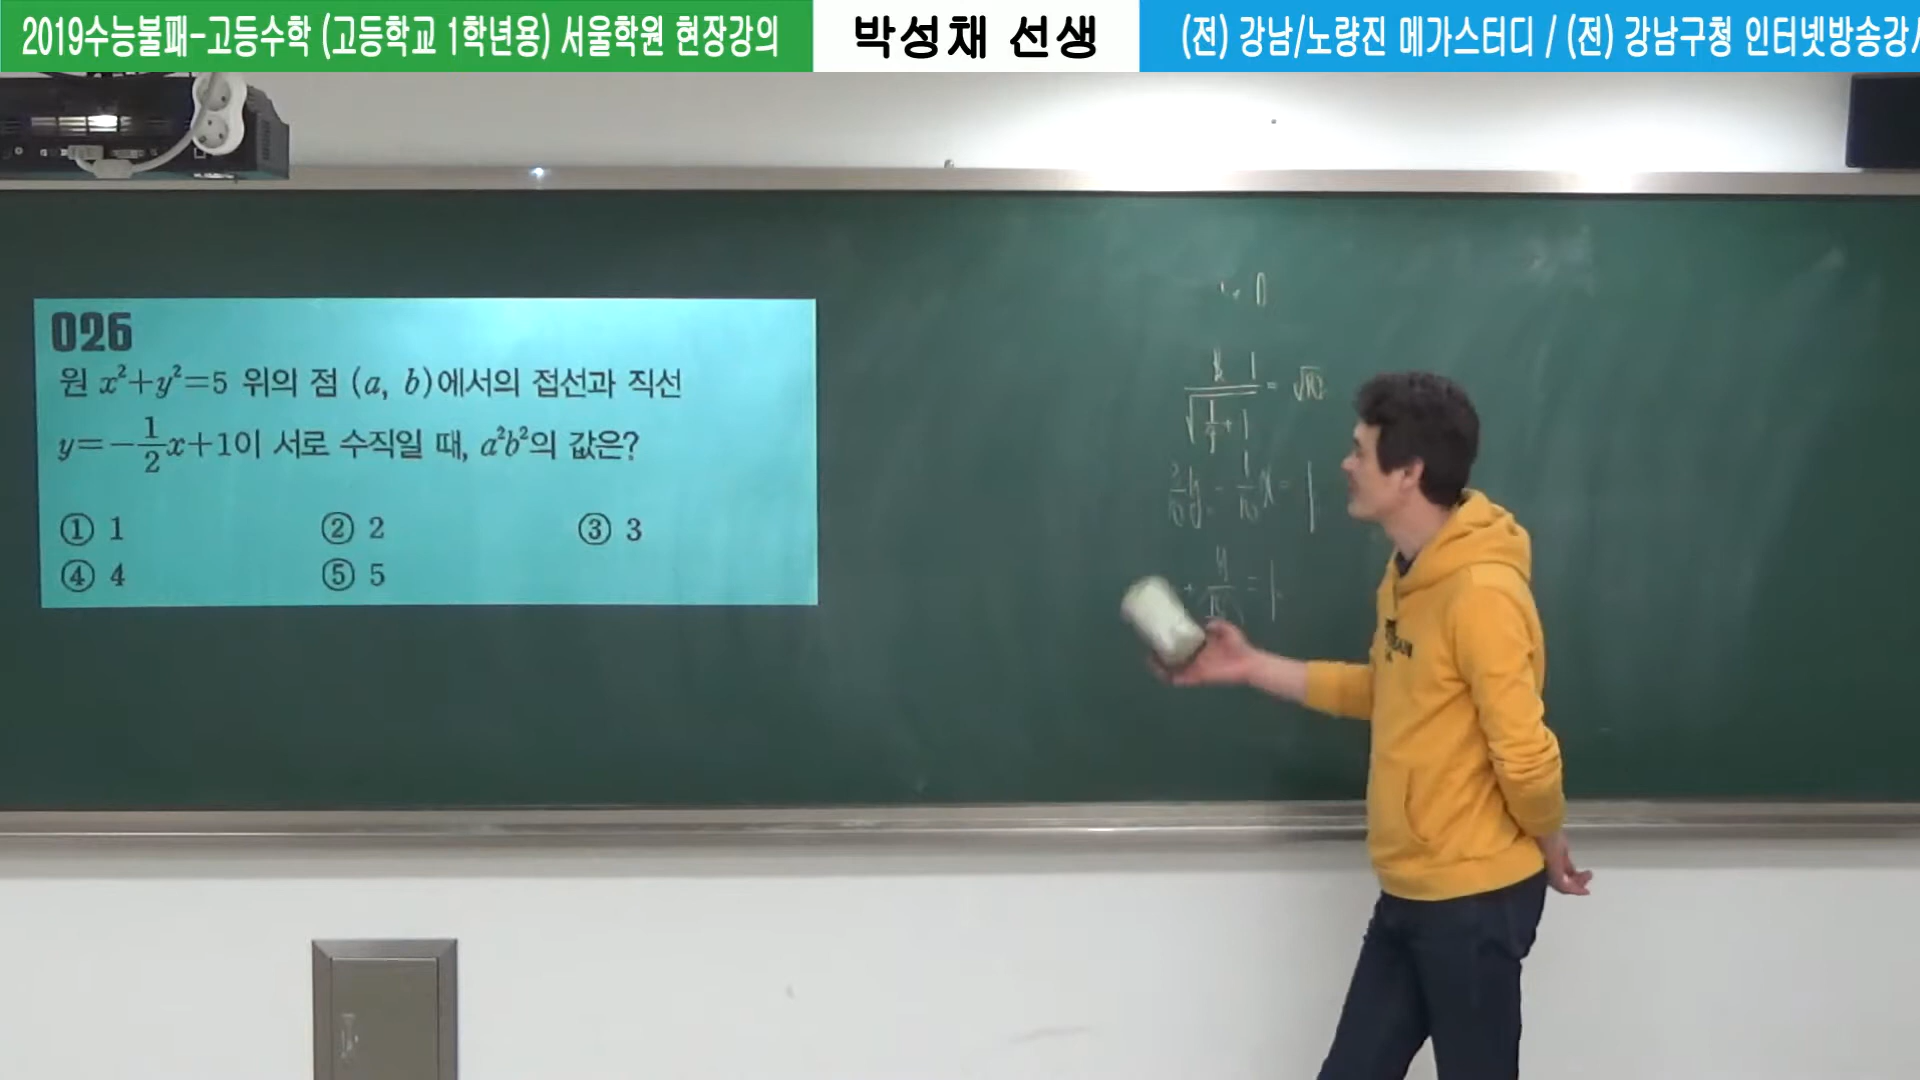 2019수능불패-고등수학 (고등학교 1학년용) 서울학원 현장강의
박성채 선생
(전) 강남/노량진 메가스터디 / (전) 강남구청 인터넷방송강사
026
원 x²+y²=5 위의 점 (a, b)에서의 접선과 직선
y=-1/2x+1이 서로 수직일 때, a²b²의 값은?
① 1 ② 2 ③ 3
④ 4 ⑤ 5